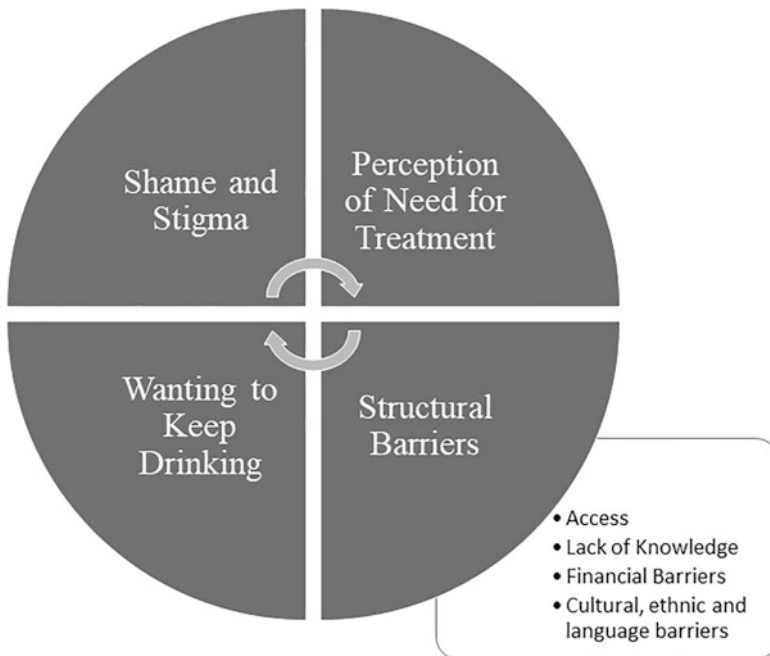 Shame and
Stigma
Perception
of Need for
Treatment
Wanting to
Keep
Drinking
Structural
Barriers
• Access
• Lack of Knowledge
• Financial Barriers
• Cultural, ethnic and
language barriers